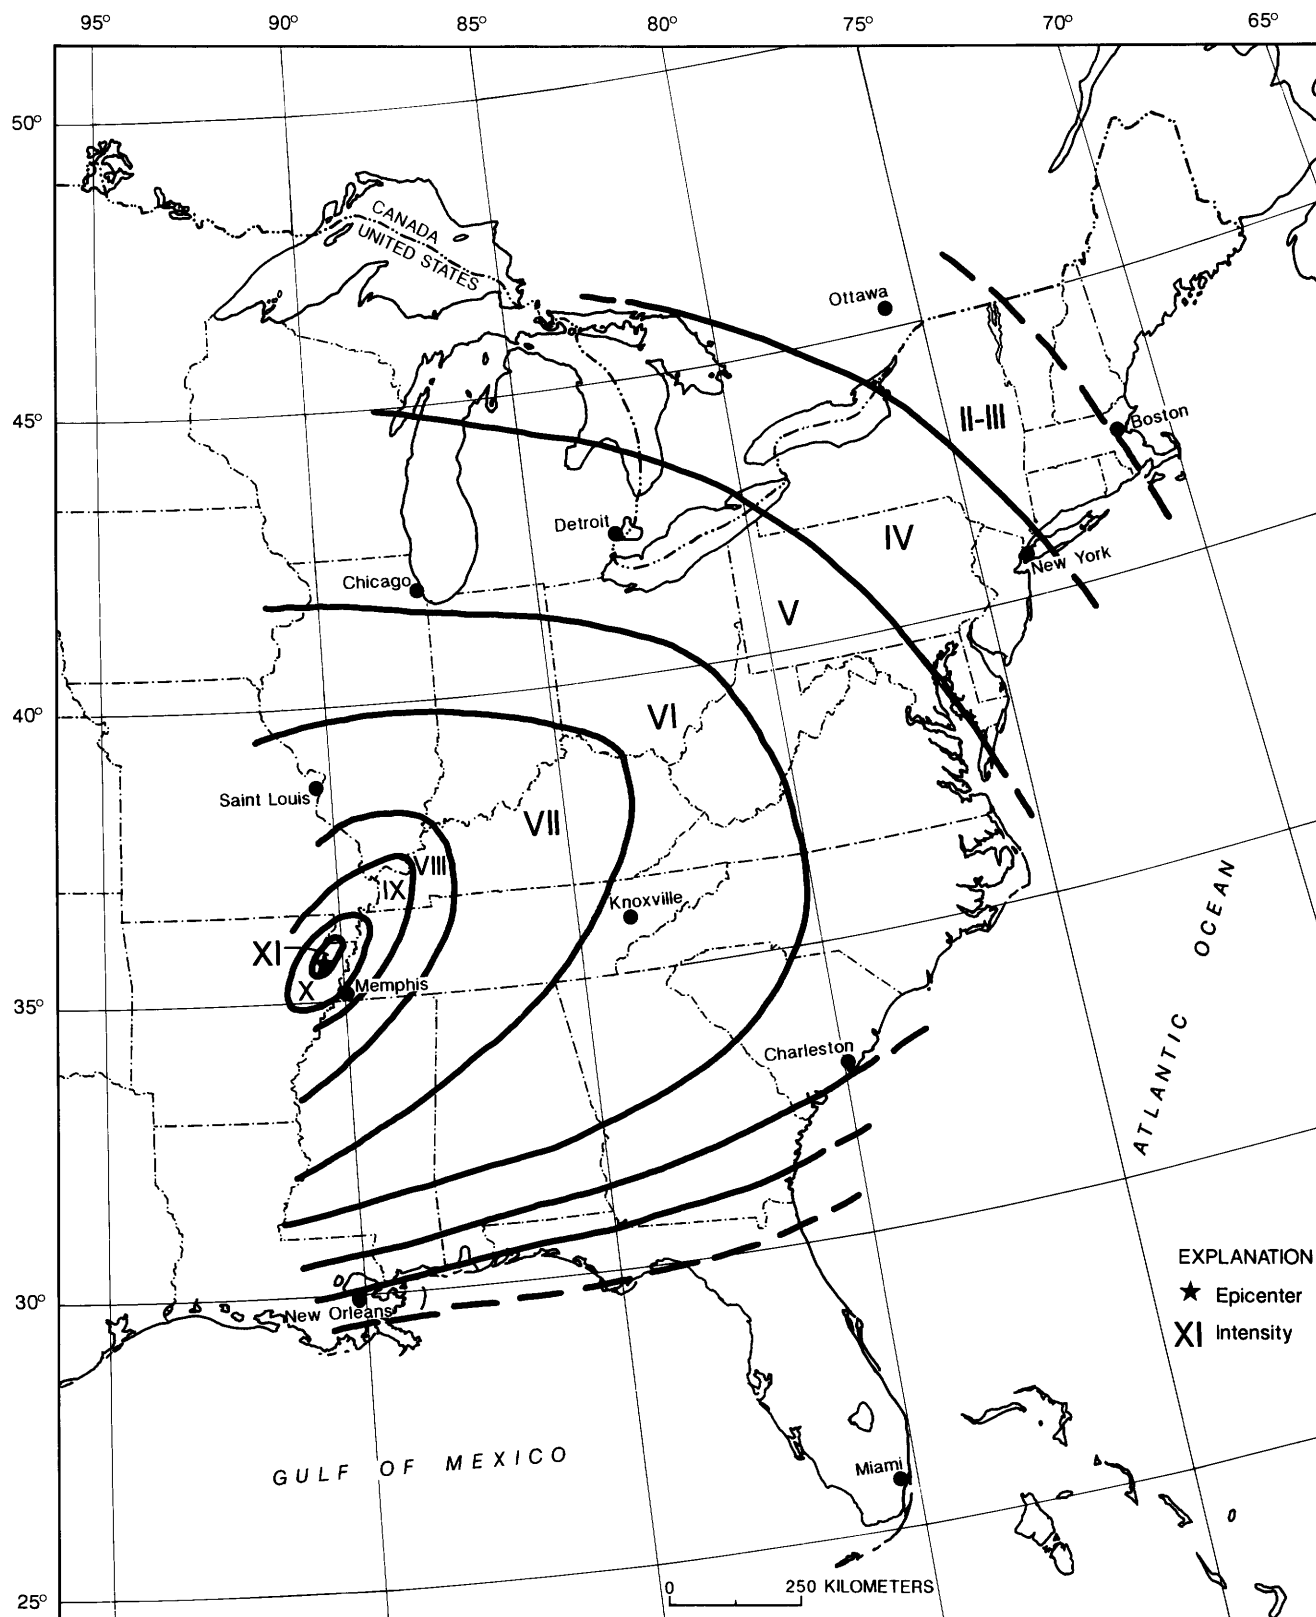 95° 90° 85° 80° 75° 70° 65°
50°
CANADA
UNITED STATES
Ottawa
45°
II-III
Boston
Detroit
IV
New York
Chicago
V
40°
VI
Saint Louis
VII
VIII
IX
Knoxville
XI
X
Memphis
35°
Charleston
ATLANTIC OCEAN
30°
New Orleans
EXPLANATION
Epicenter
XI Intensity
GULF OF MEXICO
Miami
0 250 KILOMETERS
25°